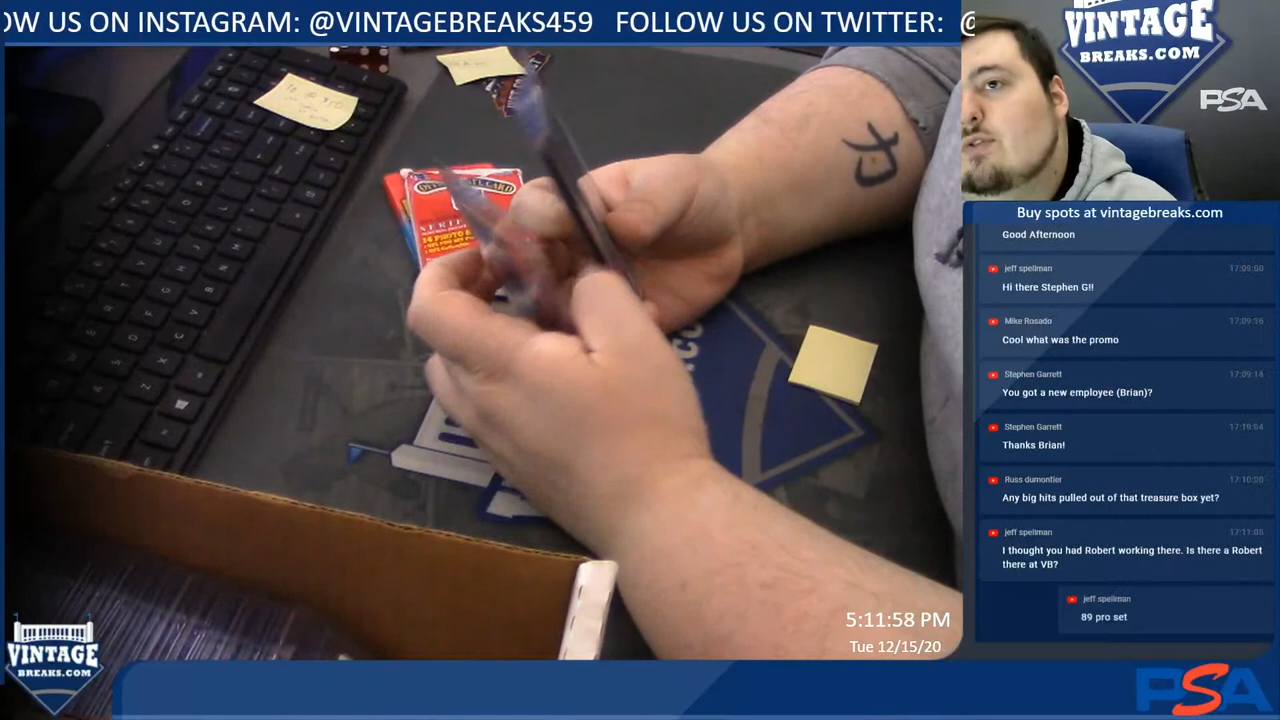 OW US ON INSTAGRAM: @VINTAGEBREAKS459 FOLLOW US ON TWITTER: @
VINTAGE
BREAKS.COM
PSA
力
SERIES
Buy spots at vintagebreaks.com
Good Afternoon
jeff spellman 17:09:00
Hi there Stephen G!!
Mike Rosado 17:09:16
Cool what was the promo
Stephen Garrett 17:09:16
You got a new employee (Brian)?
Stephen Garrett 17:19:04
Thanks Brian!
Russ dumontier 17:10:20
Any big hits pulled out of that treasure box yet?
jeff spellman 17:11:05
I thought you had Robert working there. Is there a Robert
there at VB?
jeff spellman
89 pro set
5:11:58 PM
Tue 12/15/20
VINTAGE
BREAKS.COM
PSA